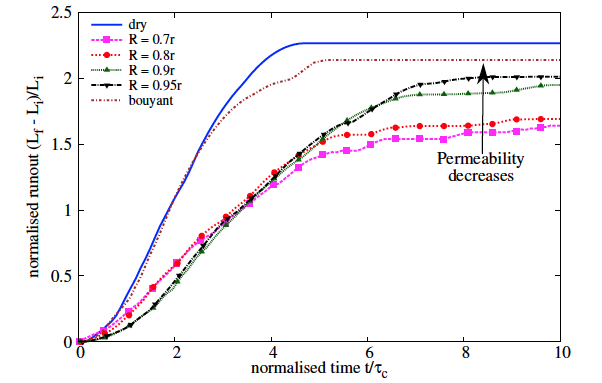 2.5
2
1.5
1
0.5
0
0
2
4
6
8
10
normalised runout (L_f - L_i)/L_i
normalised time t/τ_c
dry
R = 0.7r
R = 0.8r
R = 0.9r
R = 0.95r
bouyant
Permeability
decreases